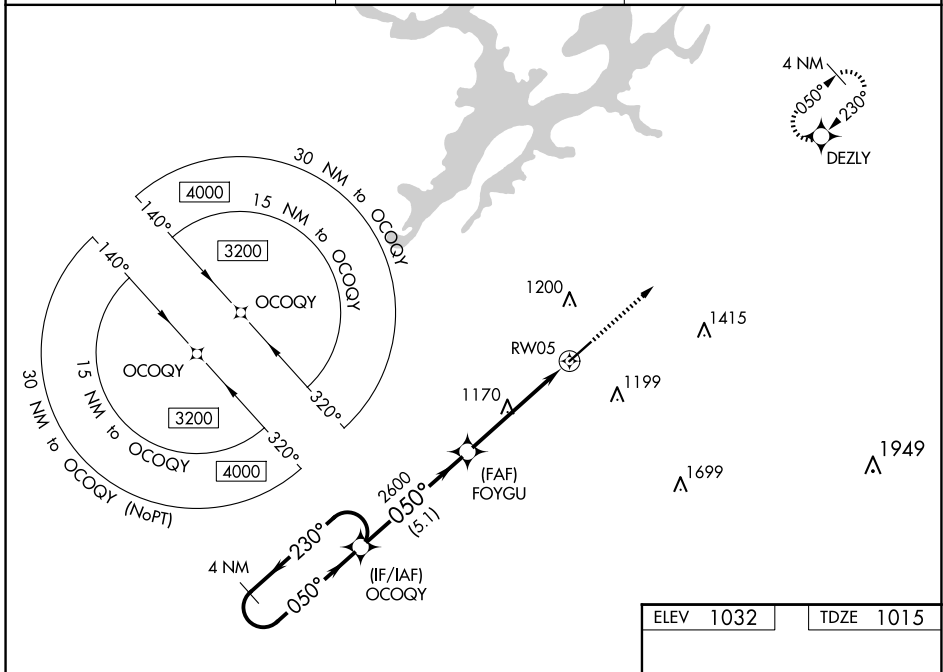 4 NM
050°
230°
DEZLY
30 NM to OCOQY
4000
140°
15 NM to OCOQY
3200
OCOQY
320°
140°
OCOQY
15 NM to OCOQY
3200
320°
4000
30 NM to OCOQY (NoPT)
1200
1415
RW05
1199
1170
1949
1699
(FAF)
FOYGU
2600
050°
(5.1)
230°
4 NM
050°
(IF/IAF)
OCOQY
ELEV 1032
TDZE 1015